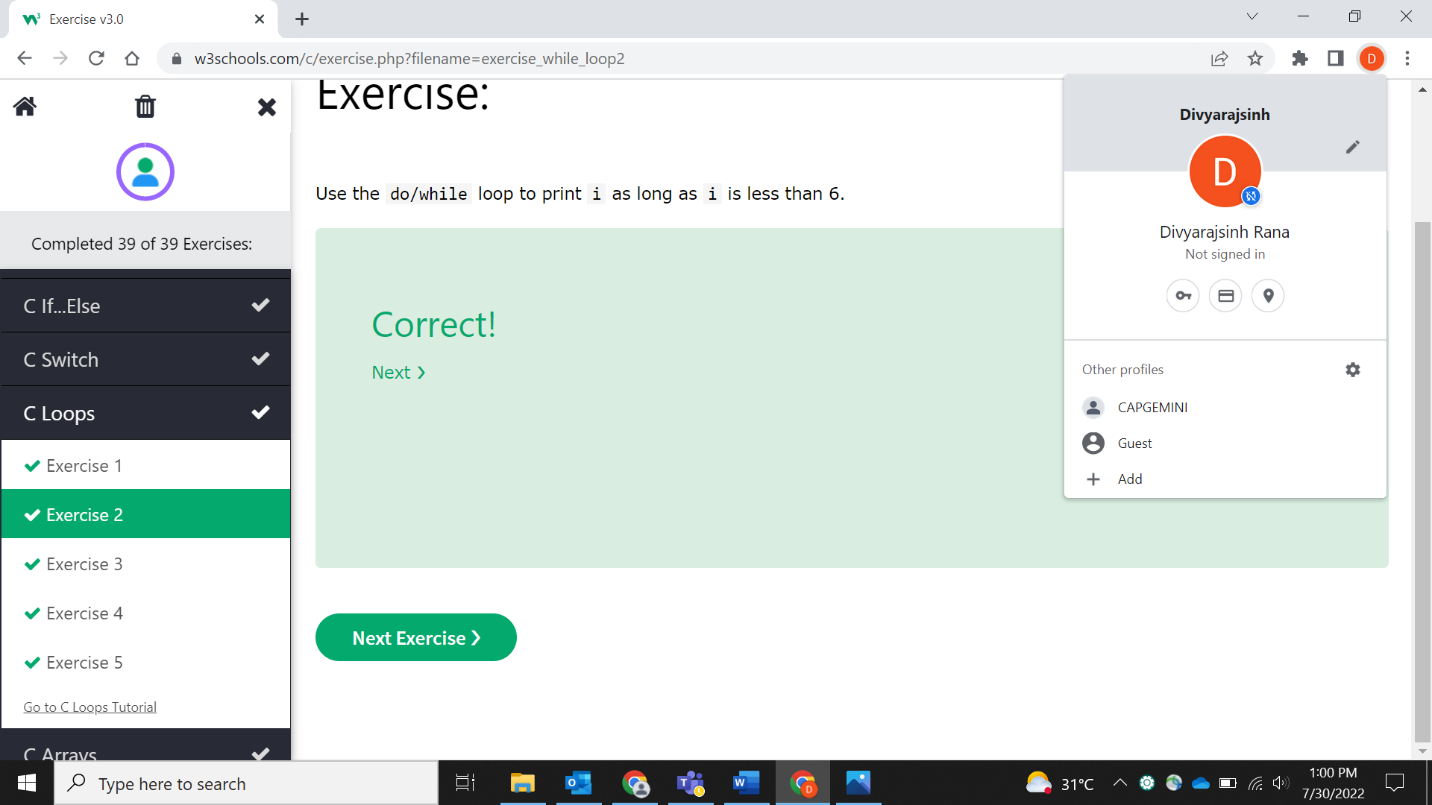 W³ Exercise v3.0
w3schools.com/c/exercise.php?filename=exercise_while_loop2
D
Completed 39 of 39 Exercises:
C If...Else
C Switch
C Loops
Exercise 1
Exercise 2
Exercise 3
Exercise 4
Exercise 5
Go to C Loops Tutorial
C Arrays
Exercise:
Use the do/while loop to print i as long as i is less than 6.
Correct!
Next ❯
Next Exercise ❯
Divyarajsinh
D
Divyarajsinh Rana
Not signed in
Other profiles
CAPGEMINI
Guest
Add
Type here to search
31°C
1:00 PM
7/30/2022